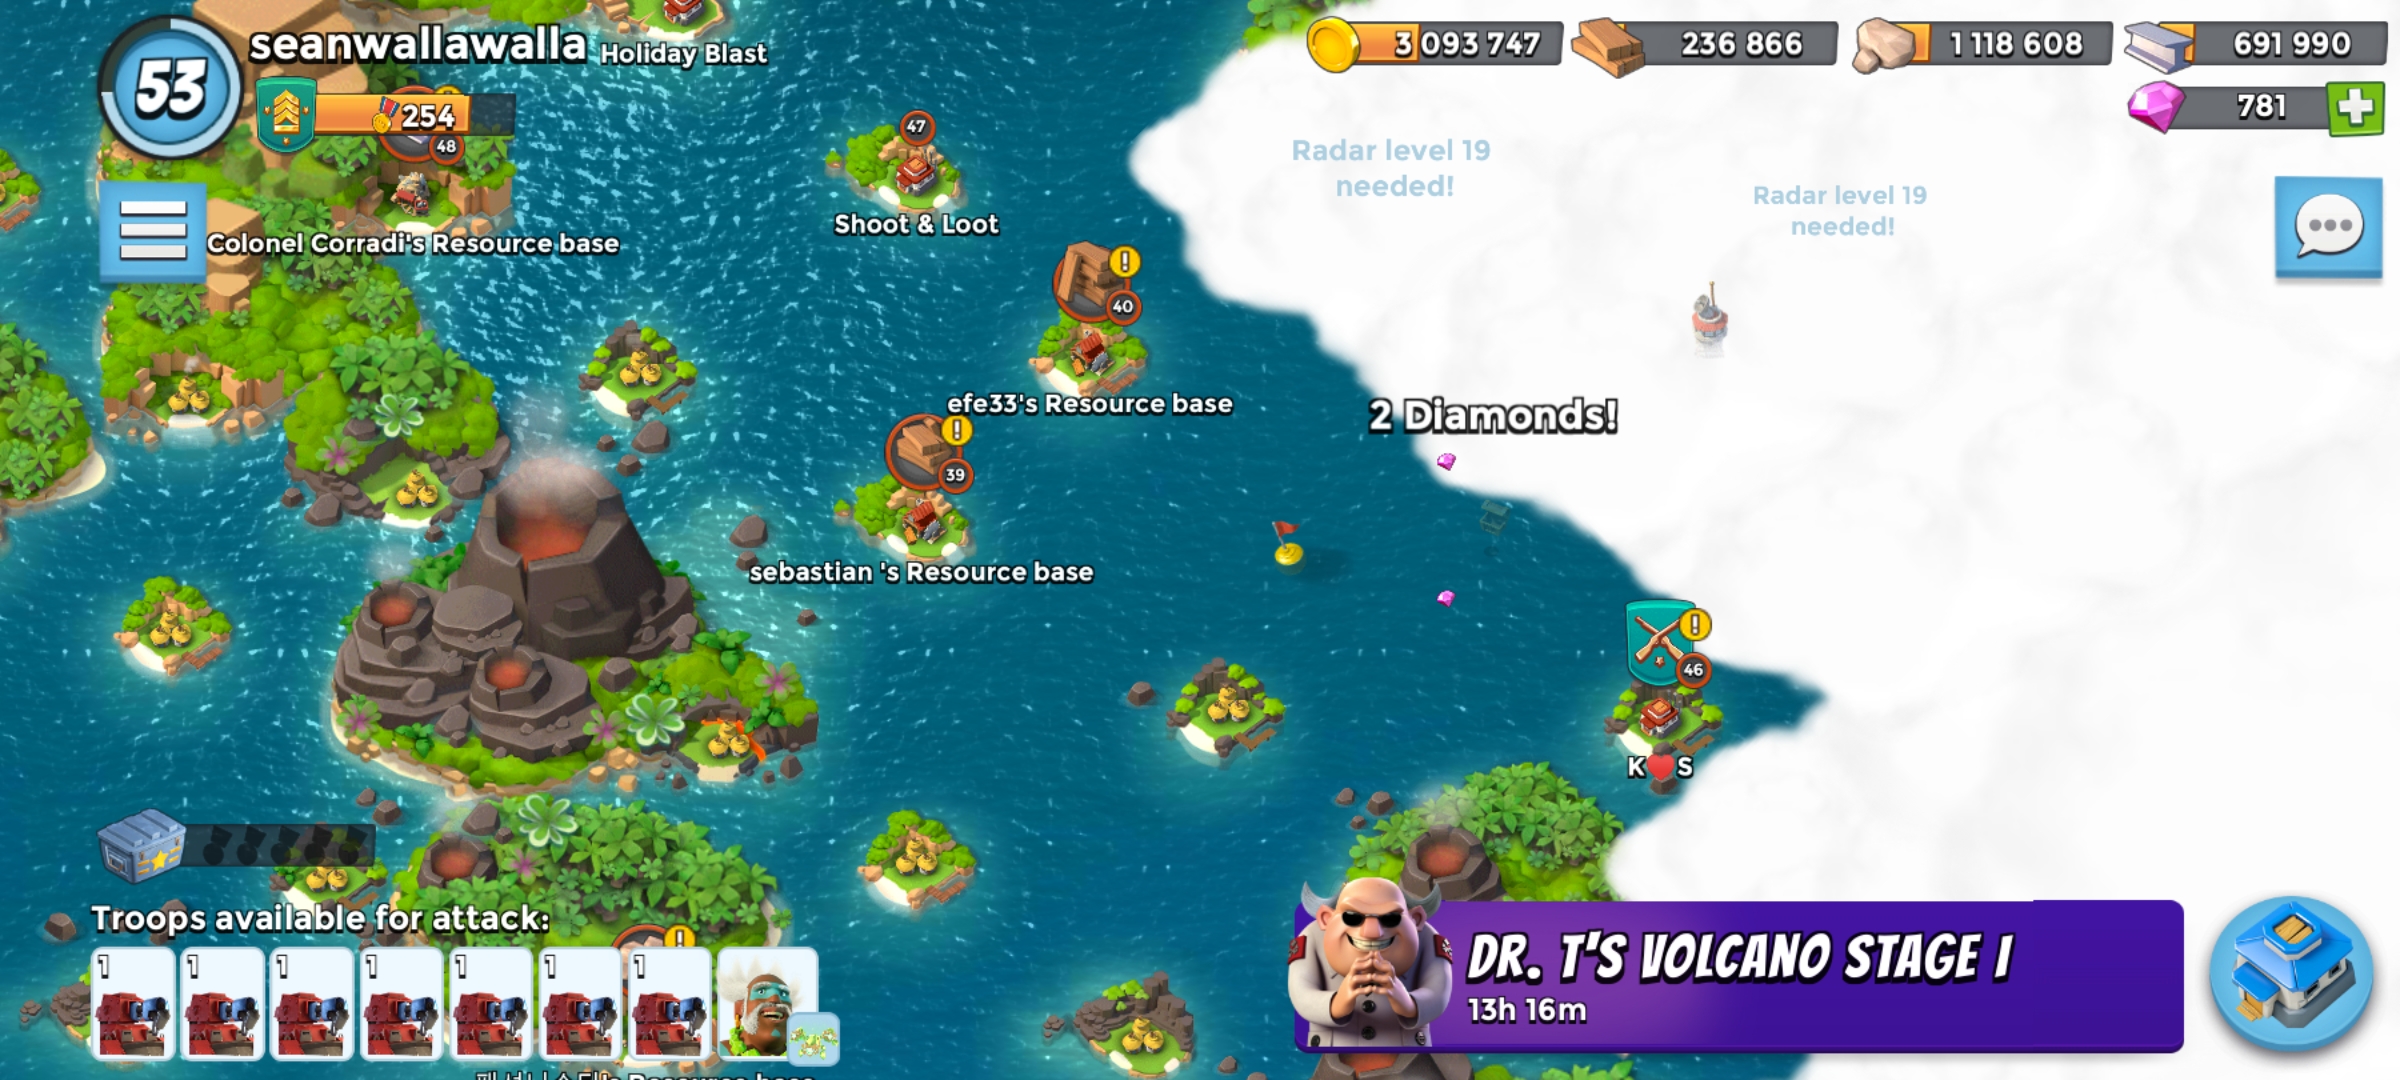 53
seanwallawalla
Holiday Blast
254
48
3 093 747
236 866
1 118 608
691 990
781
Radar level 19
needed!
Radar level 19
needed!
47
Shoot & Loot
Colonel Corradi's Resource base
40
efe33's Resource base
39
sebastian 's Resource base
2 Diamonds!
46
K❤️S
Troops available for attack:
1
1
1
1
1
1
1
DR. T'S VOLCANO STAGE I
13h 16m
's Resource base